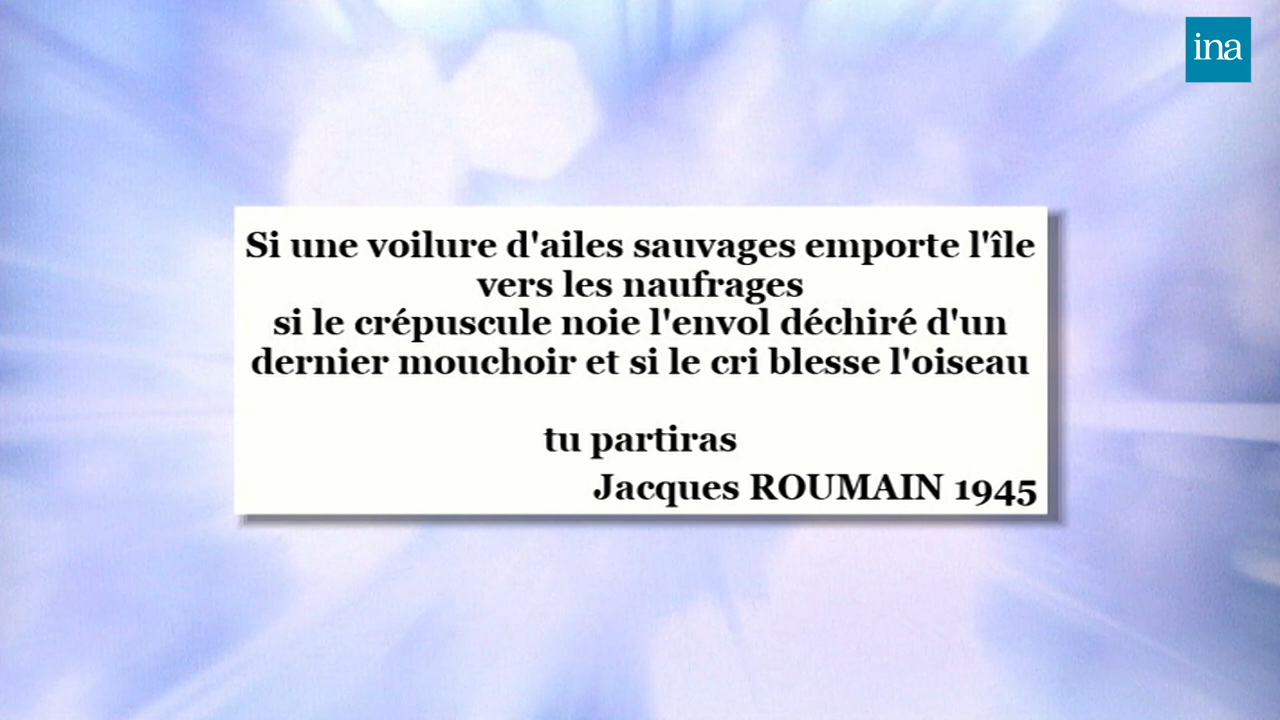 ina
Si une voilure d'ailes sauvages emporte l'île
vers les naufrages
si le crépuscule noie l'envol déchiré d'un
dernier mouchoir et si le cri blesse l'oiseau
tu partiras
Jacques ROUMAIN 1945